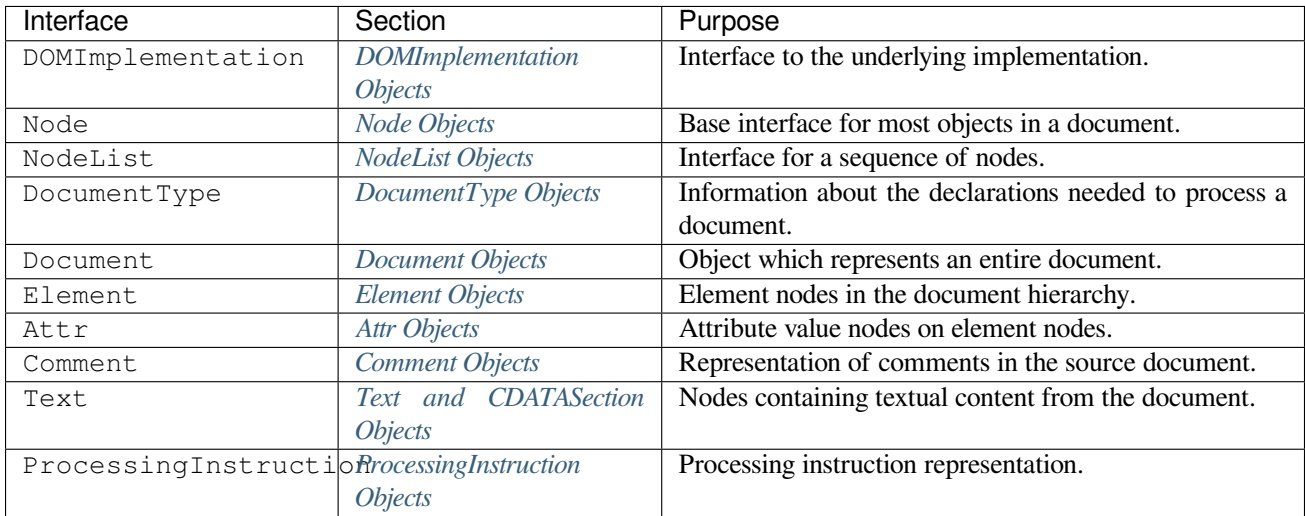 Interface Section Purpose
DOMImplementation DOMImplementation Interface to the underlying implementation.
Objects
Node Node Objects Base interface for most objects in a document.
NodeList NodeList Objects Interface for a sequence of nodes.
DocumentType DocumentType Objects Information about the declarations needed to process a
document.
Document Document Objects Object which represents an entire document.
Element Element Objects Element nodes in the document hierarchy.
Attr Attr Objects Attribute value nodes on element nodes.
Comment Comment Objects Representation of comments in the source document.
Text Text and CDATASection Nodes containing textual content from the document.
Objects
ProcessingInstruction ProcessingInstruction Processing instruction representation.
Objects